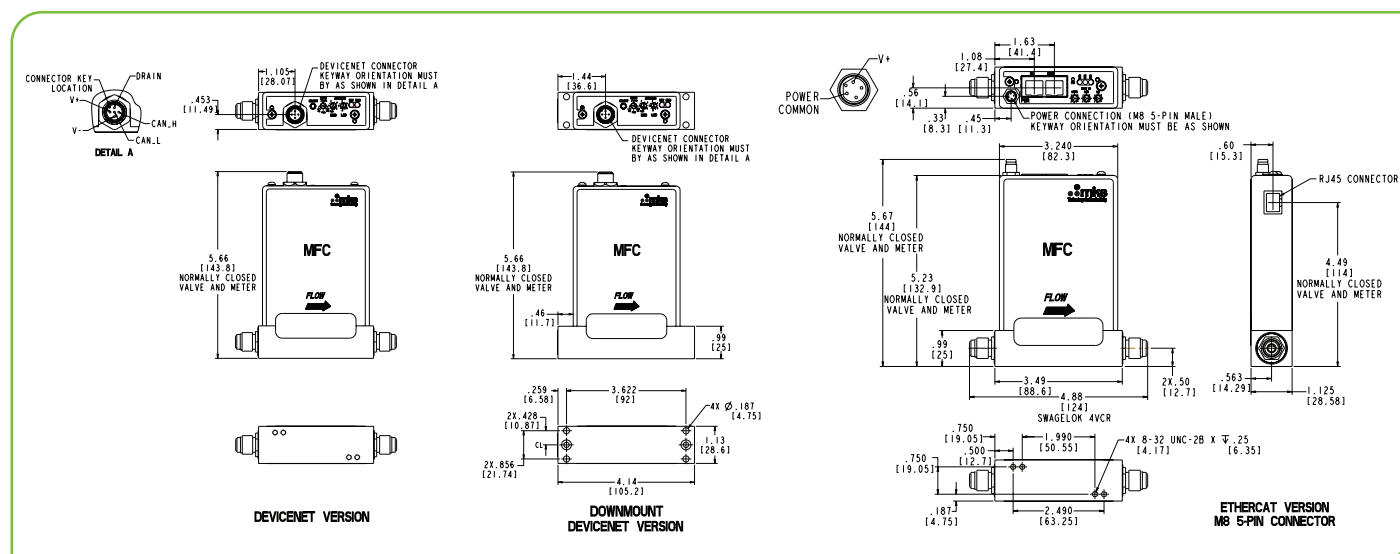 CONNECTOR KEY
LOCATION
DRAIN
V+
V-
CAN_H
CAN_L
DETAIL A
1.105
[28.07]
.453
[11.49]
DEVICENET CONNECTOR
KEYWAY ORIENTATION MUST
BY AS SHOWN IN DETAIL A
mks
MFC
FLOW
5.66
[143.8]
NORMALLY CLOSED
VALVE AND METER
DEVICENET VERSION
1.44
[36.6]
DEVICENET CONNECTOR
KEYWAY ORIENTATION MUST
BY AS SHOWN IN DETAIL A
mks
MFC
FLOW
5.66
[143.8]
NORMALLY CLOSED
VALVE AND METER
.46
[11.7]
.99
[25]
.259
[6.58]
3.622
[92]
4X Ø.187
[4.75]
2X.428
[10.87]
CL
2X.856
[21.74]
1.13
[28.6]
4.14
[105.2]
DOWNMOUNT
DEVICENET VERSION
V+
POWER
COMMON
1.63
[41.4]
1.08
[27.4]
.56
[14.1]
.33
[8.3]
.45
[11.3]
POWER CONNECTION (M8 5-PIN MALE)
KEYWAY ORIENTATION MUST BE AS SHOWN
3.240
[82.3]
mks
MFC
FLOW
5.67
[144]
NORMALLY CLOSED
VALVE AND METER
5.23
[132.9]
NORMALLY CLOSED
VALVE AND METER
.99
[25]
3.49
[88.6]
4.88
[124]
SWAGELOK 4VCR
2X.50
[12.7]
.60
[15.3]
RJ45 CONNECTOR
4.49
[114]
NORMALLY CLOSED
VALVE AND METER
.563
[14.29]
1.125
[28.58]
.750
[19.05]
.500
[12.7]
1.990
[50.55]
4X 8-32 UNC-2B X ↧.25
[4.17] [6.35]
.750
[19.05]
.187
[4.75]
2.490
[63.25]
ETHERCAT VERSION
M8 5-PIN CONNECTOR